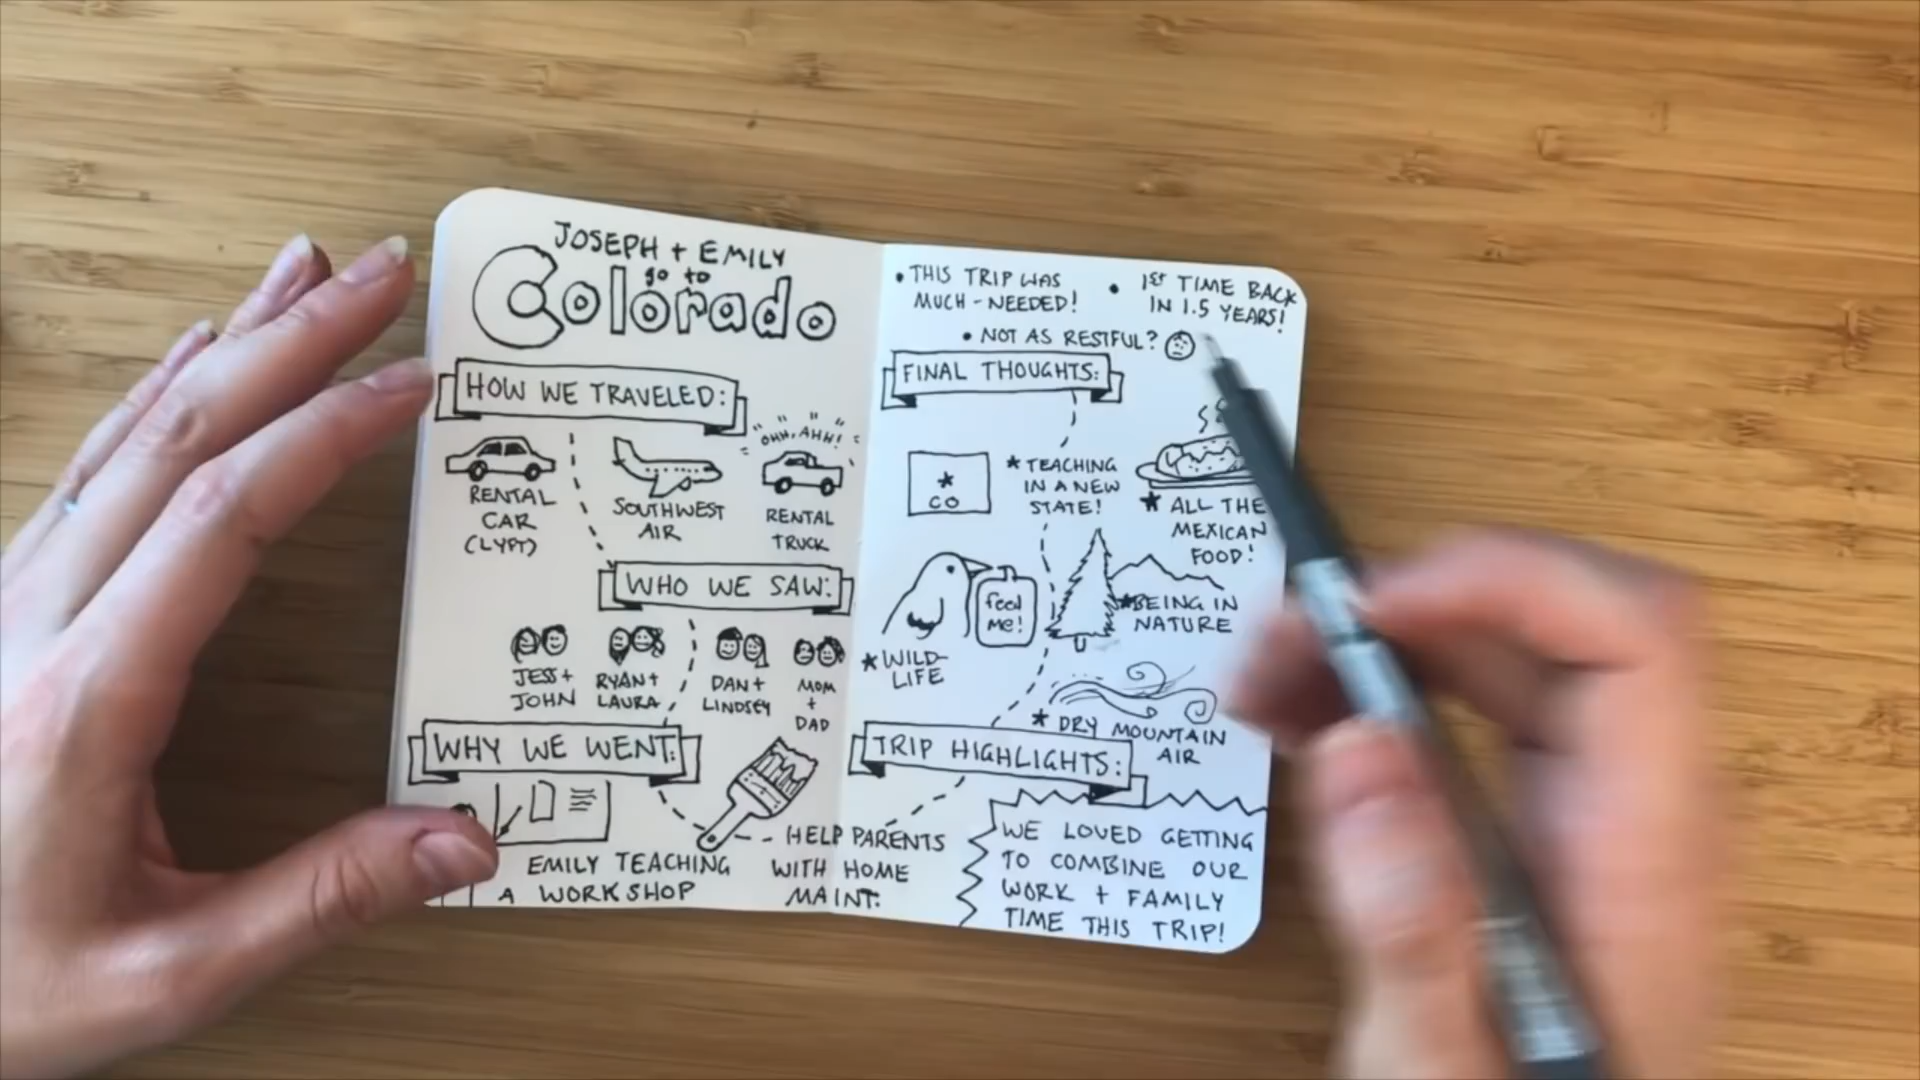 JOSEPH + EMILY
go to
Colorado
HOW WE TRAVELED:
RENTAL
CAR
(LYFT)
SOUTHWEST
AIR
OHH, AHH!
RENTAL
TRUCK
WHO WE SAW:
JESS +
JOHN
RYAN +
LAURA
DAN +
LINDSEY
MOM
+
DAD
WHY WE WENT:
EMILY TEACHING
A WORKSHOP
HELP PARENTS
WITH HOME
MAINT.
• THIS TRIP WAS
MUCH-NEEDED!
• 1ST TIME BACK
IN 1.5 YEARS!
• NOT AS RESTFUL?
FINAL THOUGHTS:
CO
* TEACHING
IN A NEW
STATE!
* ALL THE
MEXICAN
FOOD!
feed
me!
* WILD-
LIFE
* BEING IN
NATURE
* DRY MOUNTAIN
AIR
TRIP HIGHLIGHTS:
WE LOVED GETTING
TO COMBINE OUR
WORK + FAMILY
TIME THIS TRIP!